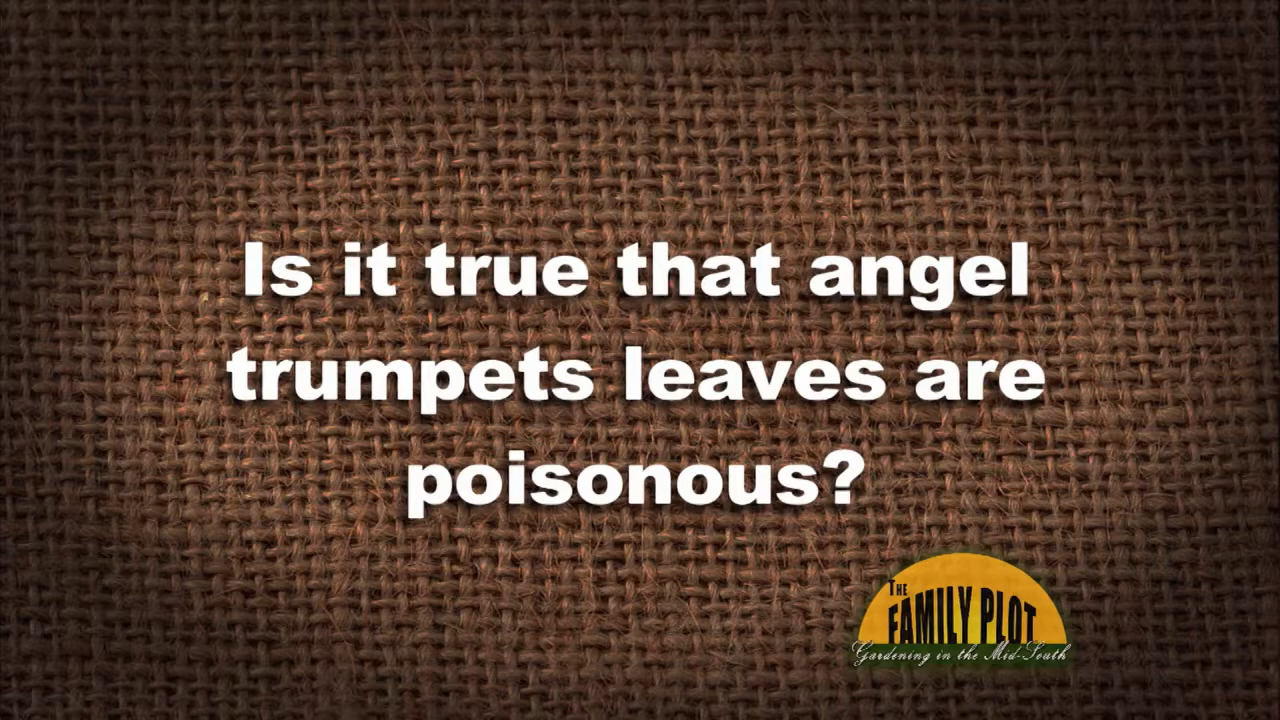 Is it true that angel
trumpets leaves are
poisonous?
THE
FAMILY PLOT
Gardening in the Mid-South